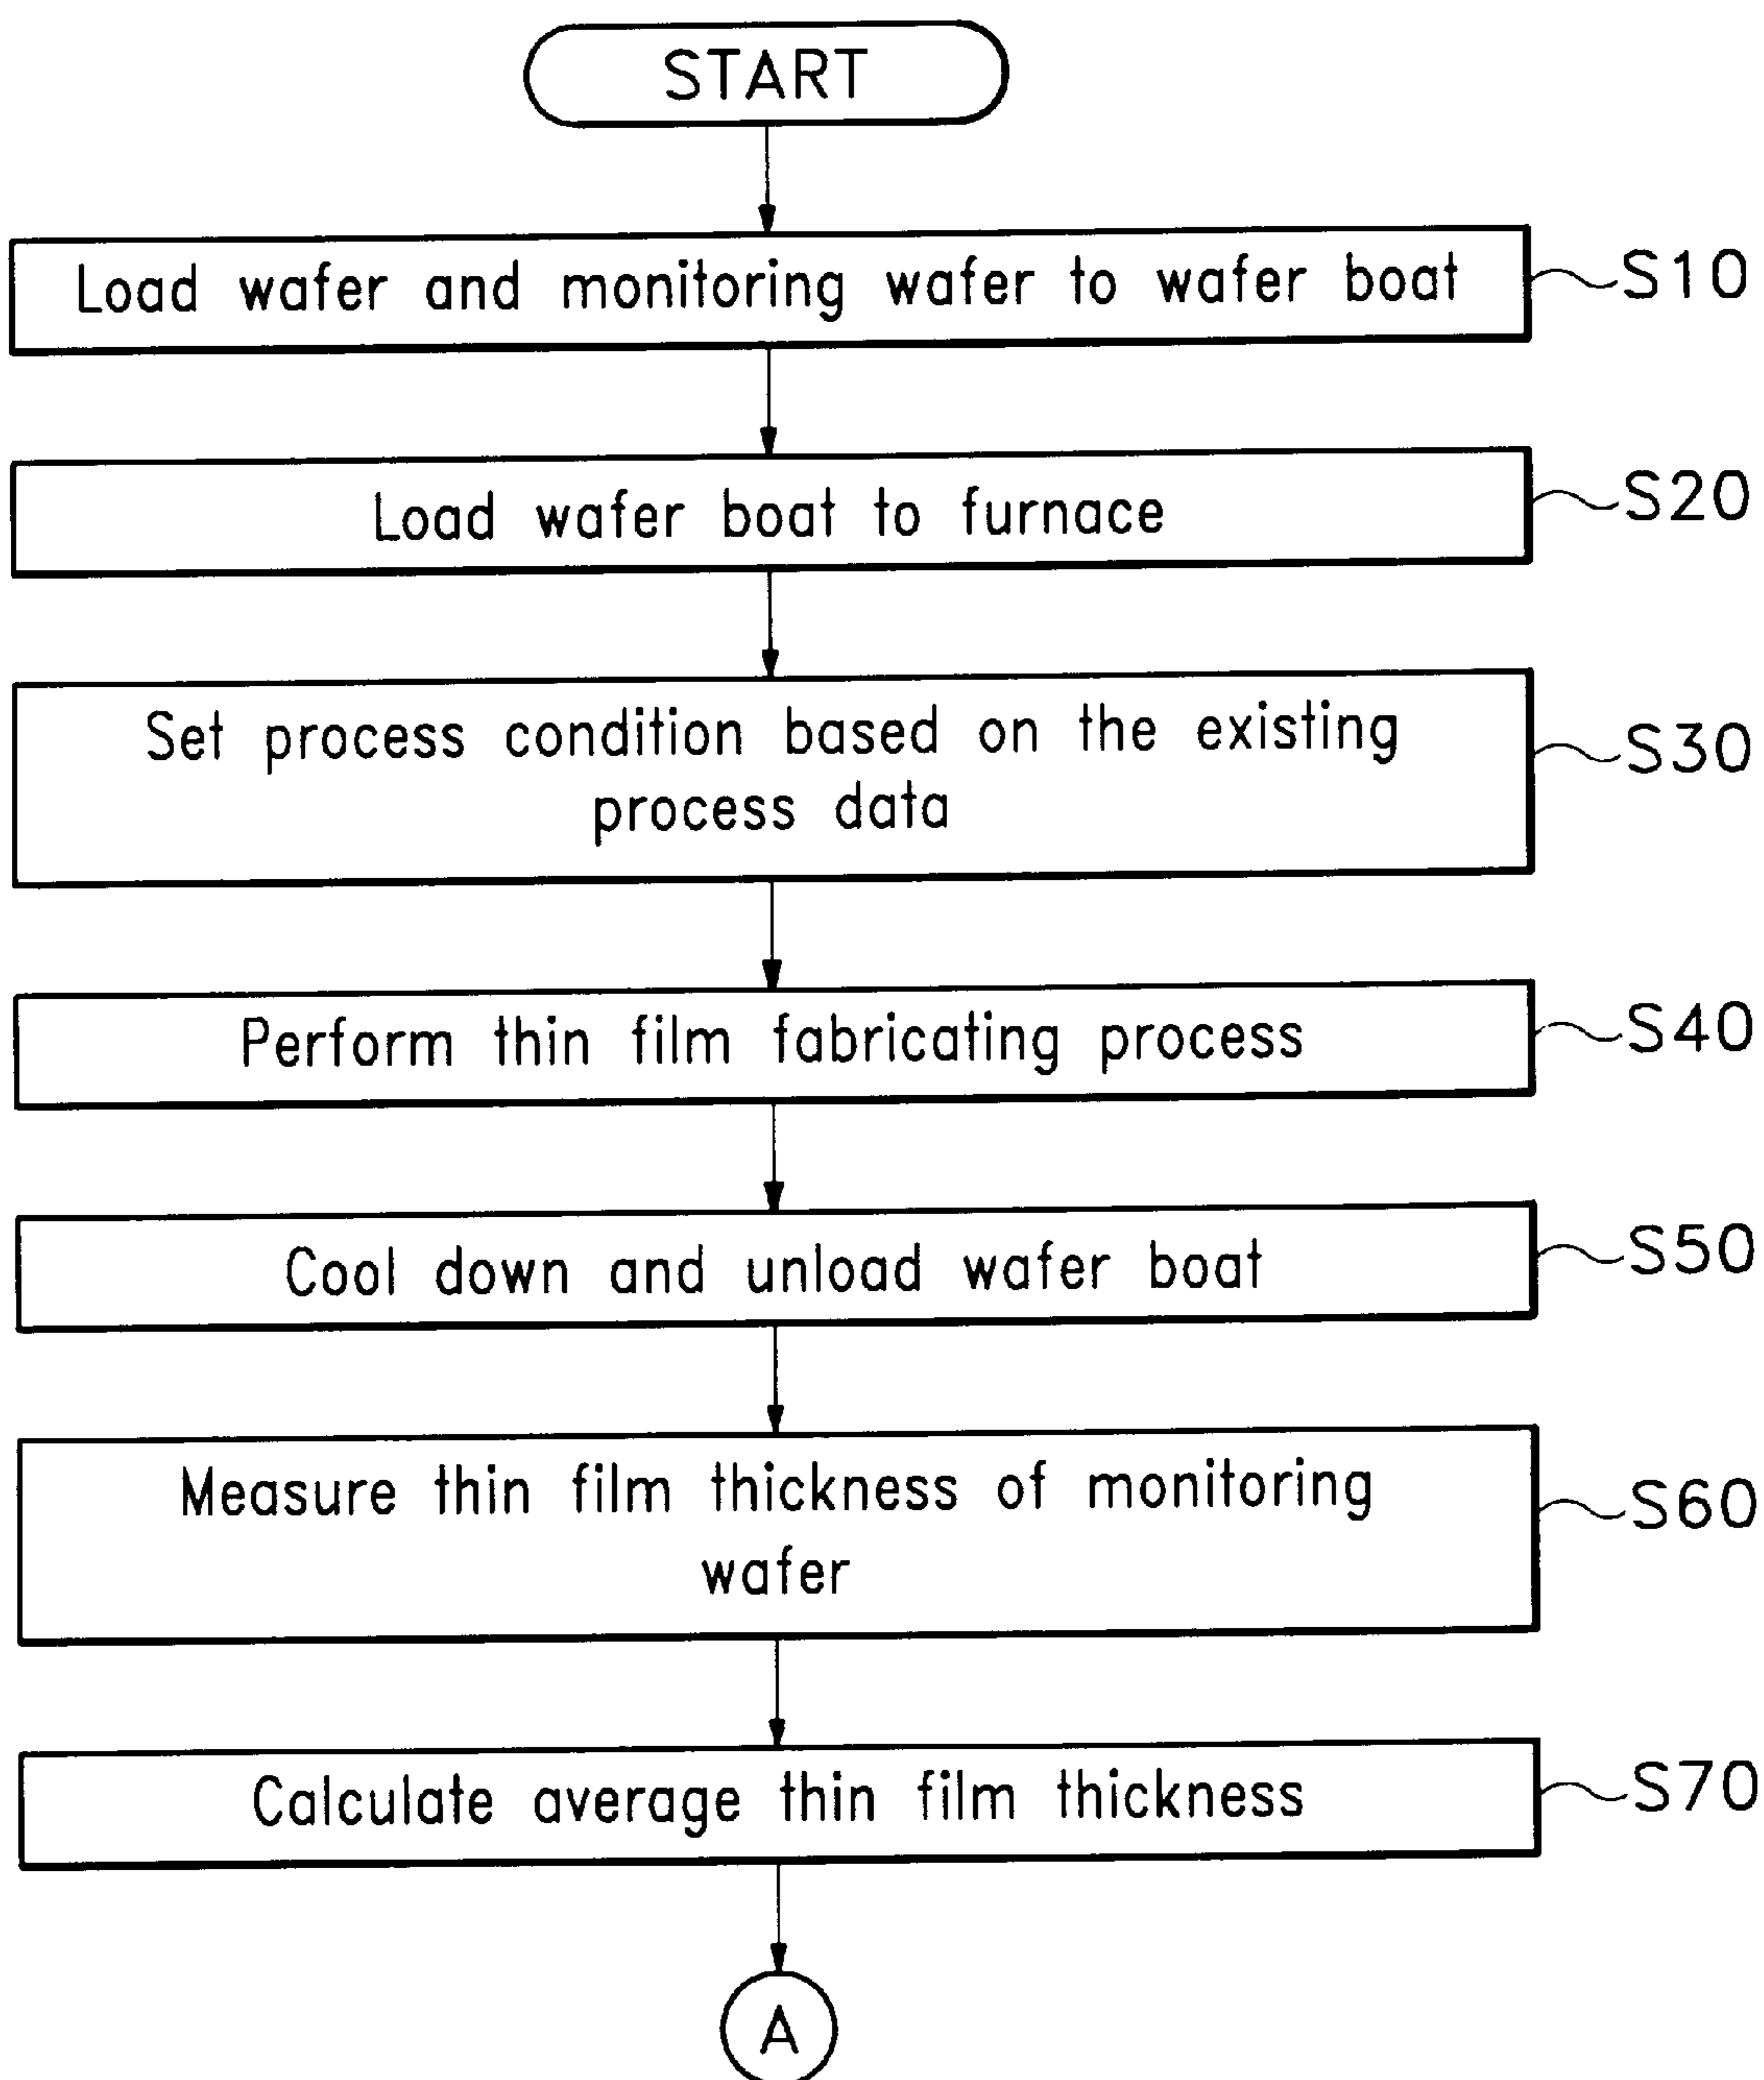 START
Load wafer and monitoring wafer to wafer boat S10
Load wafer boat to furnace S20
Set process condition based on the existing S30
process data
Perform thin film fabricating process S40
Cool down and unload wafer boat S50
Measure thin film thickness of monitoring S60
wafer
Calculate average thin film thickness S70
A